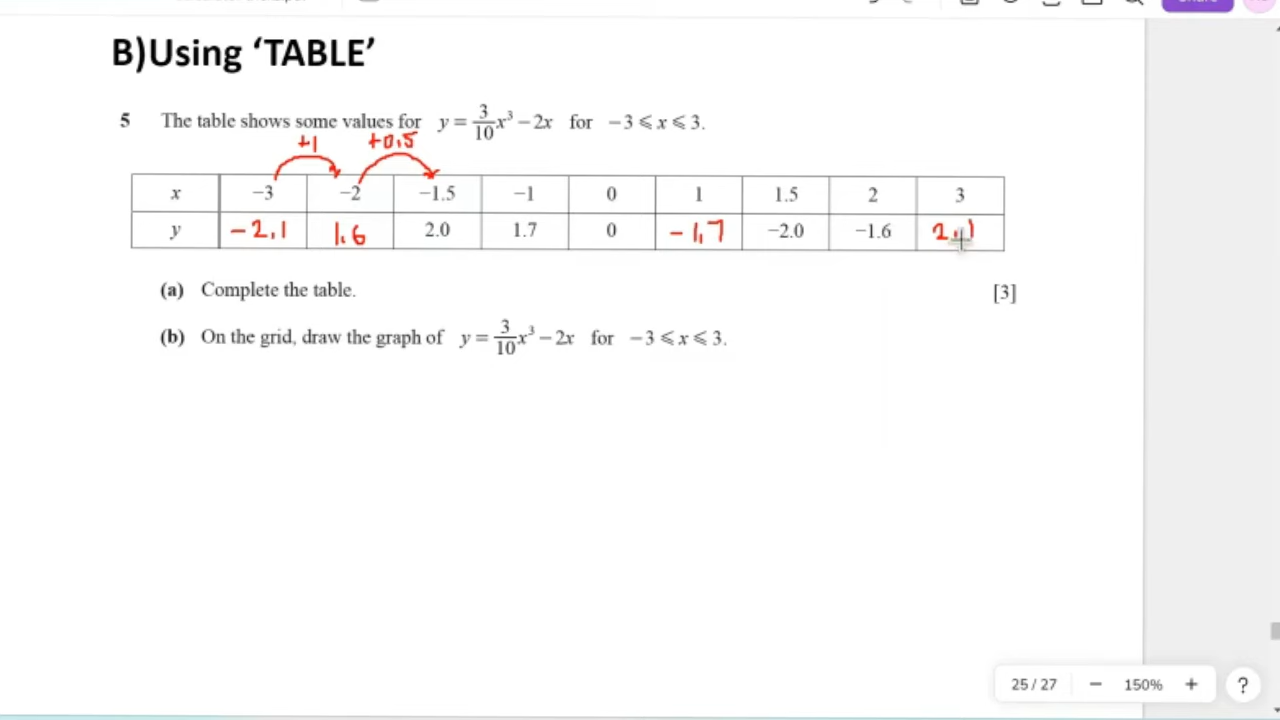 B)Using ‘TABLE’
5 The table shows some values for y = 3/10 x³ − 2x for −3 ⩽ x ⩽ 3.
+1 +0.5
x −3 −2 −1.5 −1 0 1 1.5 2 3
y −2.1 1.6 2.0 1.7 0 −1.7 −2.0 −1.6 2.1
(a) Complete the table. [3]
(b) On the grid, draw the graph of y = 3/10 x³ − 2x for −3 ⩽ x ⩽ 3.
25 / 27 − 150% + ?